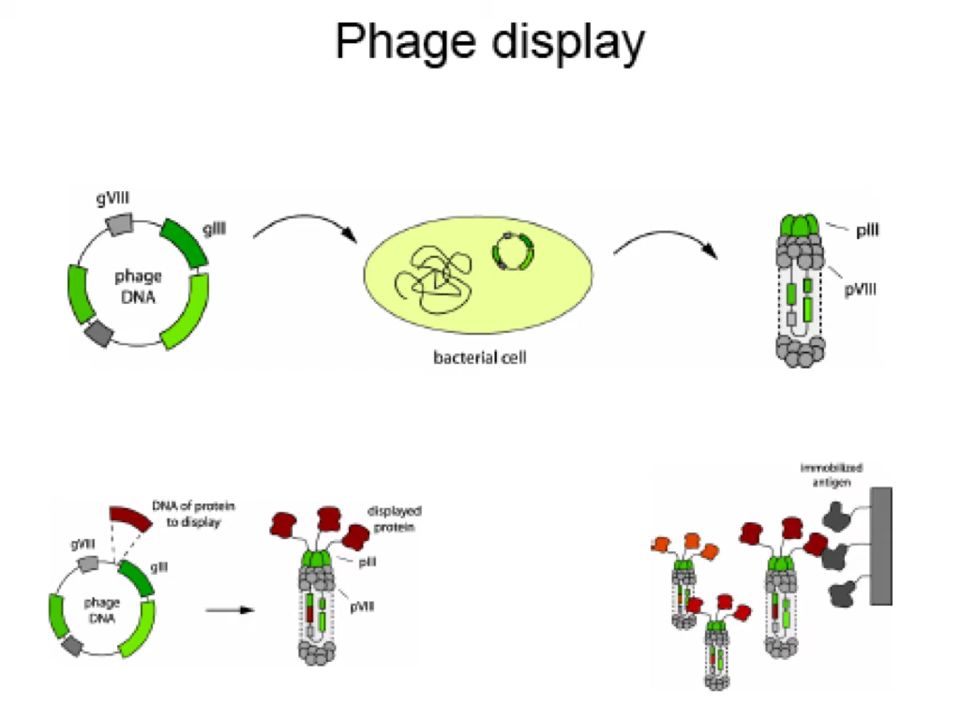 Phage display
gVIII
gIII
phage
DNA
bacterial cell
pIII
pVIII
DNA of protein
to display
gVIII
gIII
phage
DNA
displayed
protein
pIII
pVIII
immobilized
antigen